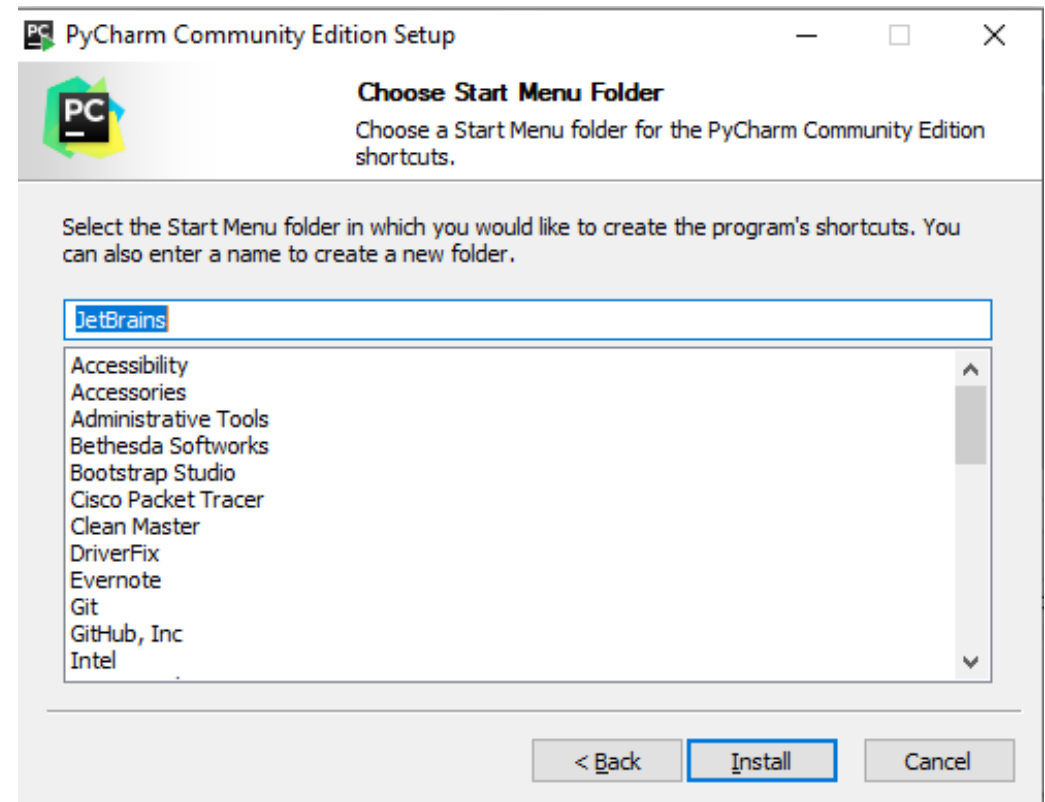 PC PyCharm Community Edition Setup
PC
Choose Start Menu Folder
Choose a Start Menu folder for the PyCharm Community Edition
shortcuts.
Select the Start Menu folder in which you would like to create the program's shortcuts. You
can also enter a name to create a new folder.
JetBrains
Accessibility
Accessories
Administrative Tools
Bethesda Softworks
Bootstrap Studio
Cisco Packet Tracer
Clean Master
DriverFix
Evernote
Git
GitHub, Inc
Intel
< Back Install Cancel